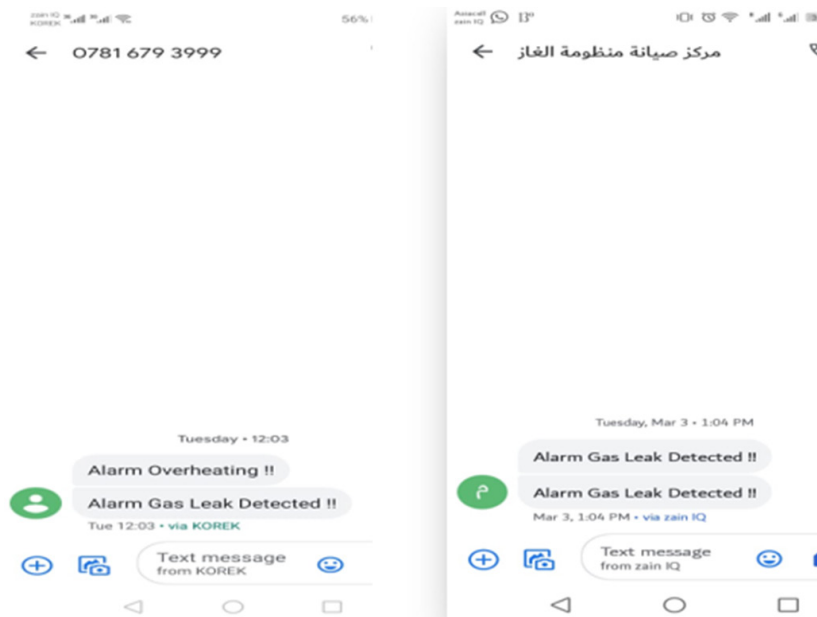 zain IQ
KOREK
56%
0781 679 3999
Tuesday • 12:03
Alarm Overheating !!
Alarm Gas Leak Detected !!
Tue 12:03 • via KOREK
Text message
from KOREK
Asiacell
zain IQ
مركز صيانة منظومة الغاز
Tuesday, Mar 3 • 1:04 PM
Alarm Gas Leak Detected !!
م
Alarm Gas Leak Detected !!
Mar 3, 1:04 PM • via zain IQ
Text message
from zain IQ